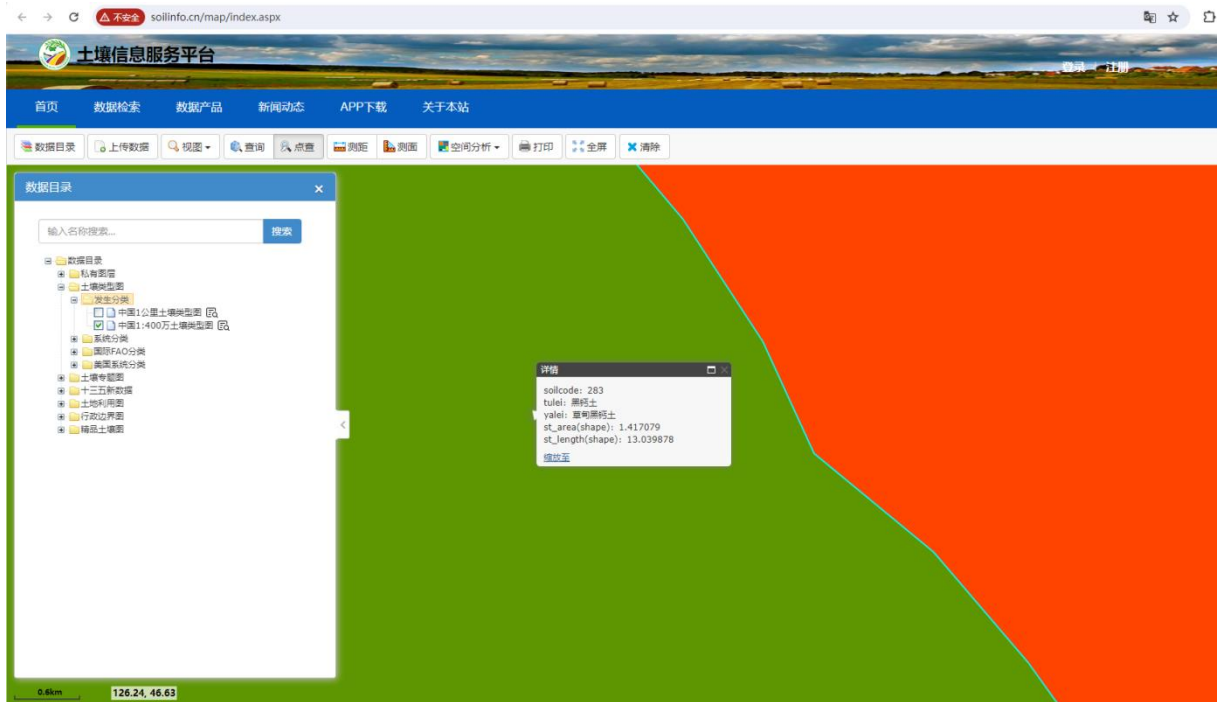 不安全 soilinfo.cn/map/index.aspx
土壤信息服务平台
登录 | 注册
首页 数据检索 数据产品 新闻动态 APP下载 关于本站
数据目录 上传数据 视图 查询 点查 测距 测面 空间分析 打印 全屏 清除
数据目录
输入名称搜索... 搜索
数据目录
私有图层
土壤类型图
发生分类
中国1公里土壤类型图
中国1:400万土壤类型图
系统分类
国际FAO分类
美国系统分类
土壤专题图
十三五新数据
土地利用图
行政边界图
精品土壤图
详情
soilcode: 283
tulei: 黑钙土
yalei: 草甸黑钙土
st_area(shape): 1.417079
st_length(shape): 13.039878
缩放至
0.6km 126.24, 46.63